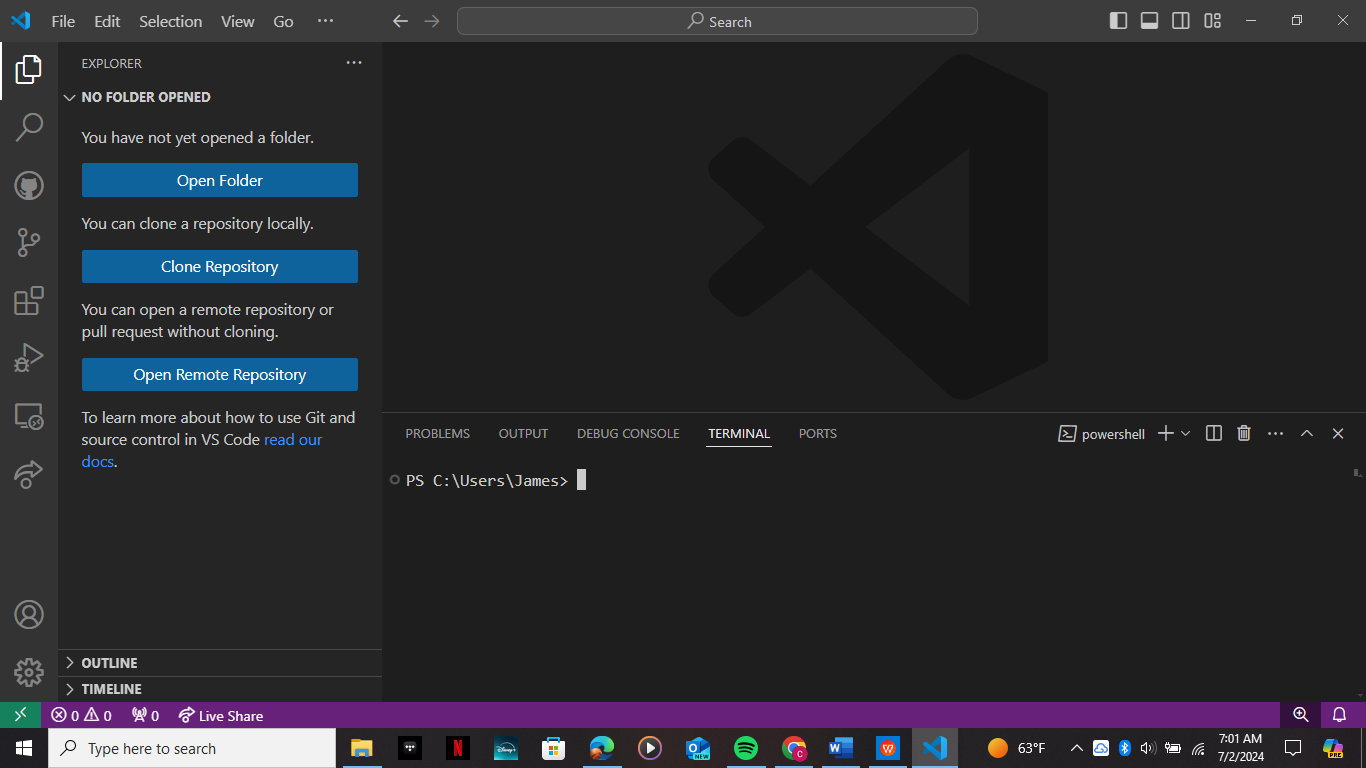 File Edit Selection View Go ···
Search
EXPLORER
NO FOLDER OPENED
You have not yet opened a folder.
Open Folder
You can clone a repository locally.
Clone Repository
You can open a remote repository or
pull request without cloning.
Open Remote Repository
To learn more about how to use Git and
source control in VS Code read our
docs.
OUTLINE
TIMELINE
PROBLEMS OUTPUT DEBUG CONSOLE TERMINAL PORTS
powershell
PS C:\Users\James>
0 0 0 Live Share
Type here to search
N
Disney+
NEW
C
W
W
63°F
7:01 AM
7/2/2024
PRE